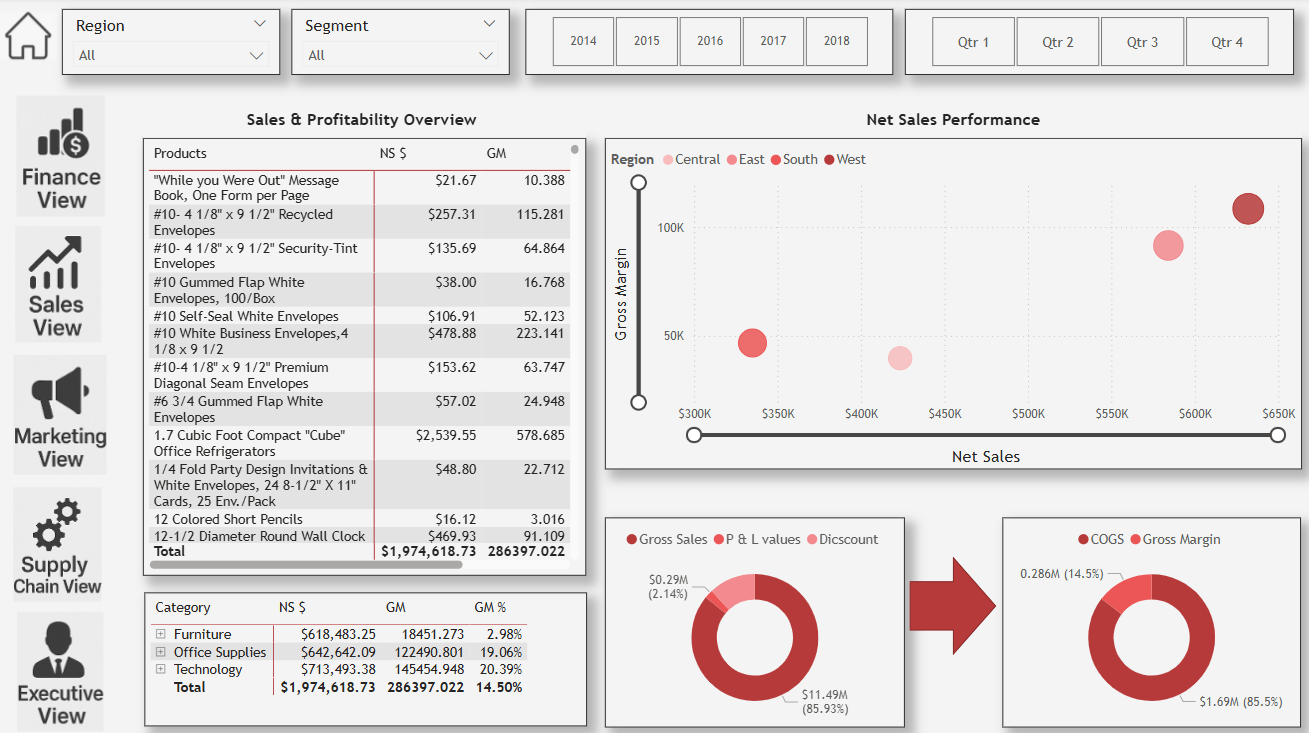 Region
All
Segment
All
2014 2015 2016 2017 2018
Qtr 1 Qtr 2 Qtr 3 Qtr 4
Finance
View
Sales
View
Marketing
View
Supply
Chain View
Executive
View
Sales & Profitability Overview
Products NS $ GM
"While you Were Out" Message $21.67 10.388
Book, One Form per Page
#10- 4 1/8" x 9 1/2" Recycled $257.31 115.281
Envelopes
#10- 4 1/8" x 9 1/2" Security-Tint $135.69 64.864
Envelopes
#10 Gummed Flap White $38.00 16.768
Envelopes, 100/Box
#10 Self-Seal White Envelopes $106.91 52.123
#10 White Business Envelopes,4 $478.88 223.141
1/8 x 9 1/2
#10-4 1/8" x 9 1/2" Premium $153.62 63.747
Diagonal Seam Envelopes
#6 3/4 Gummed Flap White $57.02 24.948
Envelopes
1.7 Cubic Foot Compact "Cube" $2,539.55 578.685
Office Refrigerators
1/4 Fold Party Design Invitations & $48.80 22.712
White Envelopes, 24 8-1/2" X 11"
Cards, 25 Env./Pack
12 Colored Short Pencils $16.12 3.016
12-1/2 Diameter Round Wall Clock $469.93 91.109
Total $1,974,618.73 286397.022
Category NS $ GM GM %
Furniture $618,483.25 18451.273 2.98%
Office Supplies $642,642.09 122490.801 19.06%
Technology $713,493.38 145454.948 20.39%
Total $1,974,618.73 286397.022 14.50%
Net Sales Performance
Region Central East South West
Gross Margin
100K
50K
$300K $350K $400K $450K $500K $550K $600K $650K
Net Sales
Gross Sales P & L values Dicscount
$0.29M
(2.14%)
$11.49M
(85.93%)
COGS Gross Margin
0.286M (14.5%)
$1.69M (85.5%)